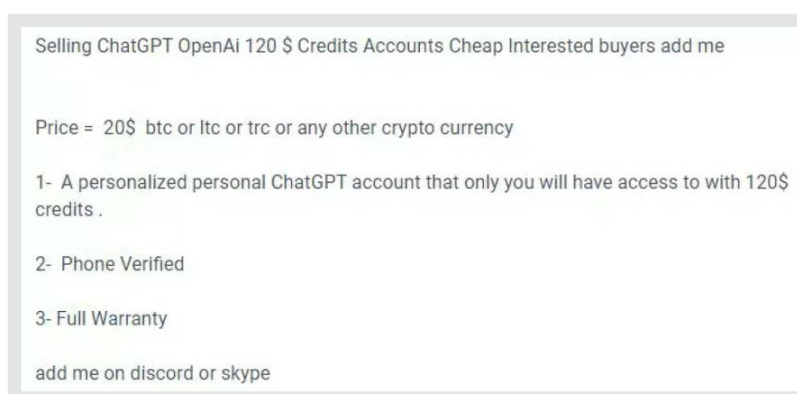 Selling ChatGPT OpenAi 120 $ Credits Accounts Cheap Interested buyers add me
Price = 20$ btc or ltc or trc or any other crypto currency
1- A personalized personal ChatGPT account that only you will have access to with 120$
credits .
2- Phone Verified
3- Full Warranty
add me on discord or skype